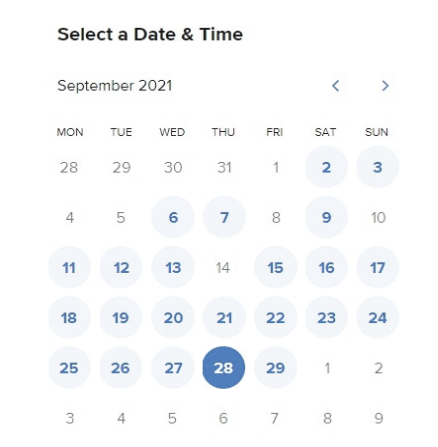 Select a Date & Time
September 2021
MON TUE WED THU FRI SAT SUN
28 29 30 31 1 2 3
4 5 6 7 8 9 10
11 12 13 14 15 16 17
18 19 20 21 22 23 24
25 26 27 28 29 1 2
3 4 5 6 7 8 9